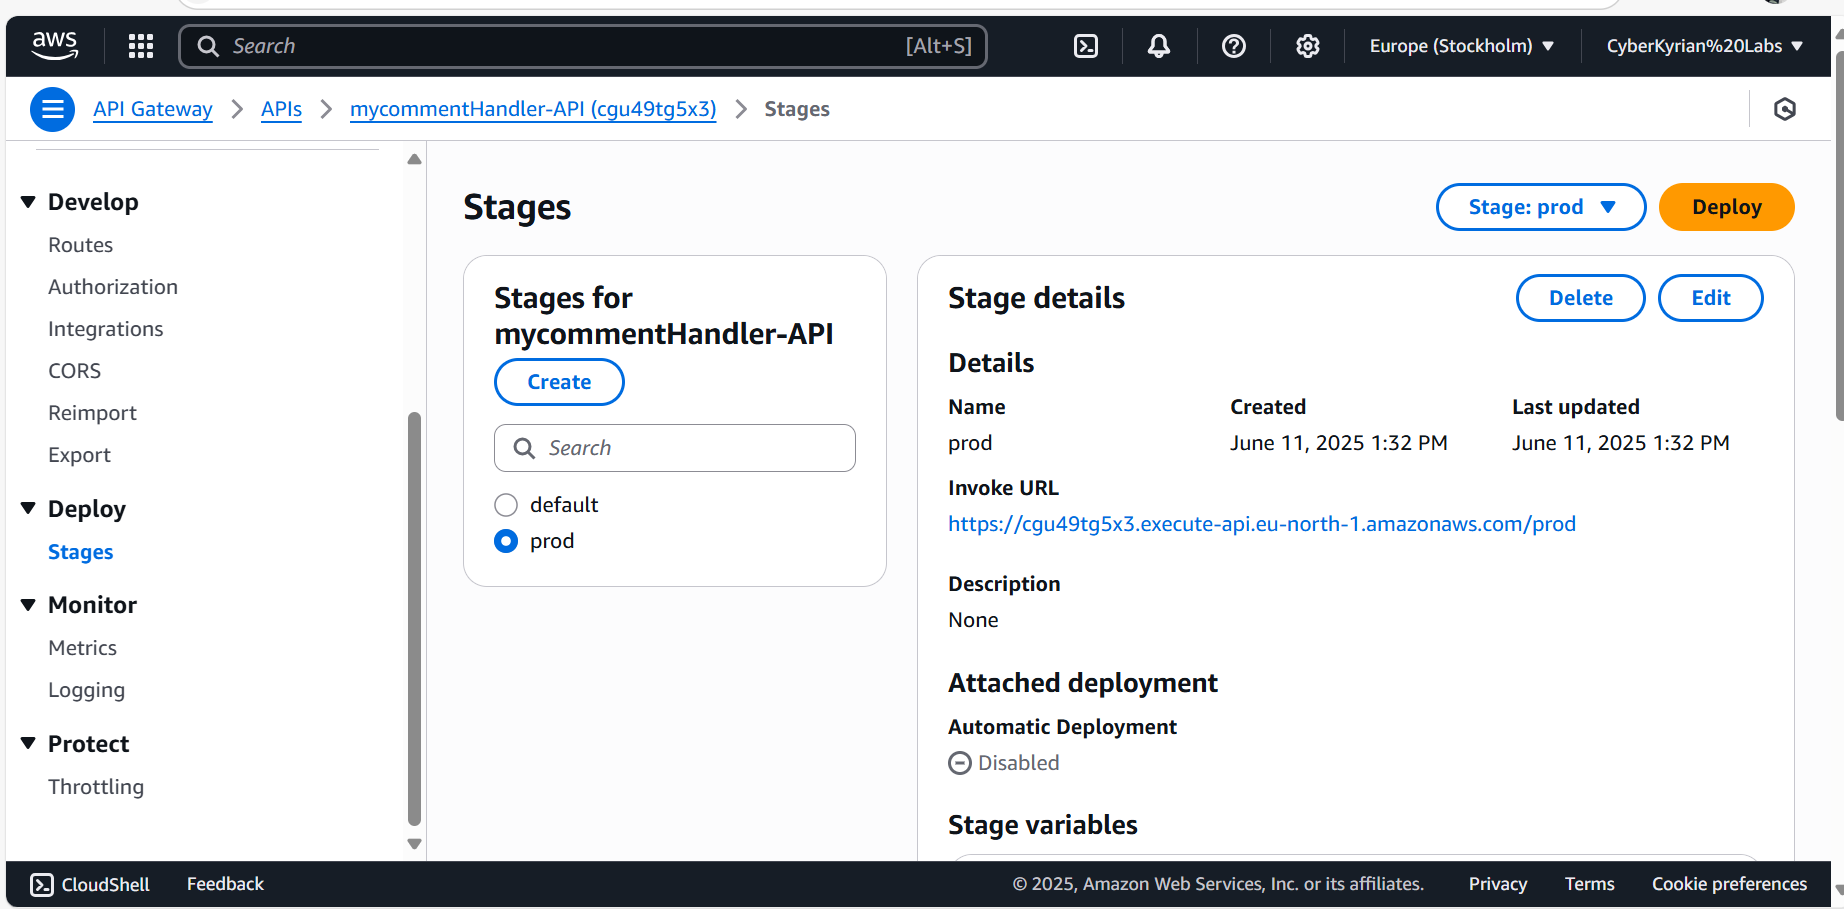 aws
Search
[Alt+S]
Europe (Stockholm)
CyberKyrian%20Labs
API Gateway
APIs
mycommentHandler-API (cgu49tg5x3)
Stages
Develop
Routes
Authorization
Integrations
CORS
Reimport
Export
Deploy
Stages
Monitor
Metrics
Logging
Protect
Throttling
Stages
Stage: prod
Deploy
Stages for
mycommentHandler-API
Create
Search
default
prod
Stage details
Delete
Edit
Details
Name
Created
Last updated
prod
June 11, 2025 1:32 PM
June 11, 2025 1:32 PM
Invoke URL
https://cgu49tg5x3.execute-api.eu-north-1.amazonaws.com/prod
Description
None
Attached deployment
Automatic Deployment
Disabled
Stage variables
CloudShell
Feedback
© 2025, Amazon Web Services, Inc. or its affiliates.
Privacy
Terms
Cookie preferences